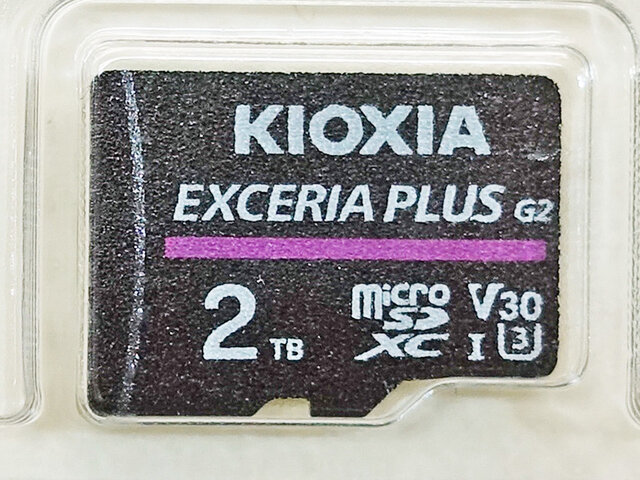 KIOXIA
EXCERIA PLUS G2
2 TB
micro SD XC
V30
I 3